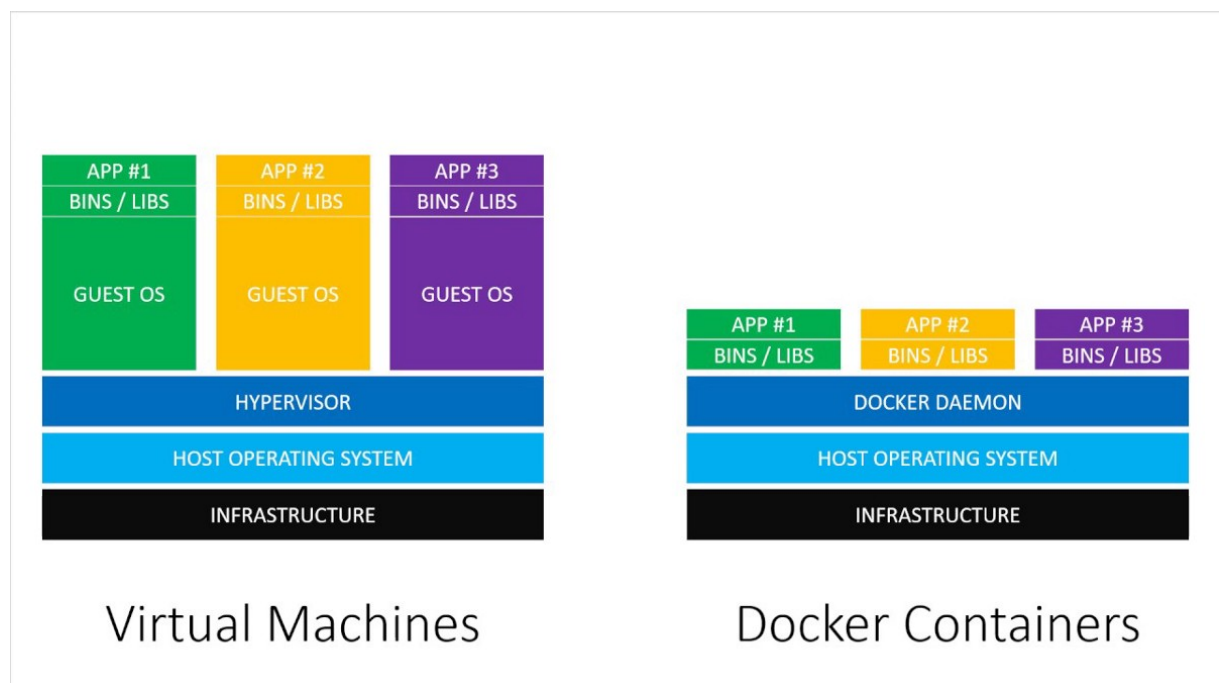 APP #1
BINS / LIBS
GUEST OS
APP #2
BINS / LIBS
GUEST OS
APP #3
BINS / LIBS
GUEST OS
HYPERVISOR
HOST OPERATING SYSTEM
INFRASTRUCTURE
Virtual Machines
APP #1
BINS / LIBS
APP #2
BINS / LIBS
APP #3
BINS / LIBS
DOCKER DAEMON
HOST OPERATING SYSTEM
INFRASTRUCTURE
Docker Containers